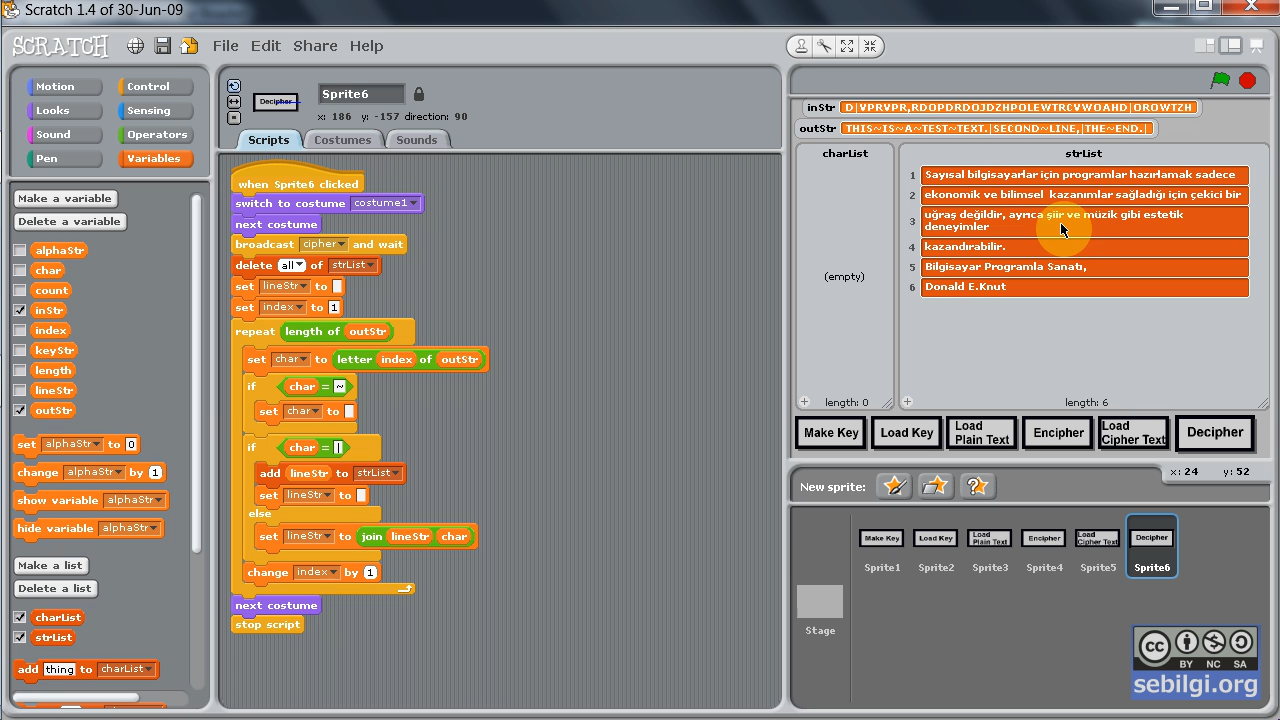 Scratch 1.4 of 30-Jun-09
SCRATCH File Edit Share Help
Motion Control
Looks Sensing
Sound Operators
Pen Variables
Make a variable
Delete a variable
alphaStr
char
count
inStr
index
keyStr
length
lineStr
outStr
set alphaStr to 0
change alphaStr by 1
show variable alphaStr
hide variable alphaStr
Make a list
Delete a list
charList
strList
add thing to charList
Decipher
Sprite6
x: 186 y: -157 direction: 90
Scripts Costumes Sounds
when Sprite6 clicked
switch to costume costume1
next costume
broadcast cipher and wait
delete all of strList
set lineStr to
set index to 1
repeat length of outStr
set char to letter index of outStr
if char = ~
set char to
if char = |
add lineStr to strList
set lineStr to
else
set lineStr to join lineStr char
change index by 1
next costume
stop script
inStr D|VPRVPR,RDOPDRDOJDZHPOLEWTRCVWOAHD|OROWTZH
outStr THIS~IS~A~TEST~TEXT.|SECOND~LINE,|THE~END.|
charList
(empty)
length: 0
strList
1 Sayısal bilgisayarlar için programlar hazırlamak sadece
2 ekonomik ve bilimsel kazanımlar sağladığı için çekici bir
3 uğraş değildir, ayrıca şiir ve müzik gibi estetik
deneyimler
4 kazandırabilir.
5 Bilgisayar Programla Sanatı,
6 Donald E.Knut
length: 6
Make Key Load Key Load Plain Text Encipher Load Cipher Text Decipher
x: 24 y: 52
New sprite:
Make Key Load Key Load Plain Text Encipher Load Cipher Text Decipher
Sprite1 Sprite2 Sprite3 Sprite4 Sprite5 Sprite6
Stage
cc BY NC SA
sebilgi.org